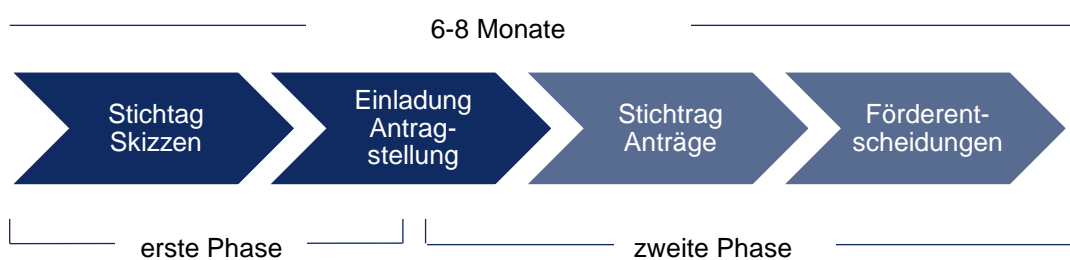 6-8 Monate
Stichtag
Skizzen
Einladung
Antrag-
stellung
Stichtrag
Anträge
Förderent-
scheidungen
erste Phase
zweite Phase